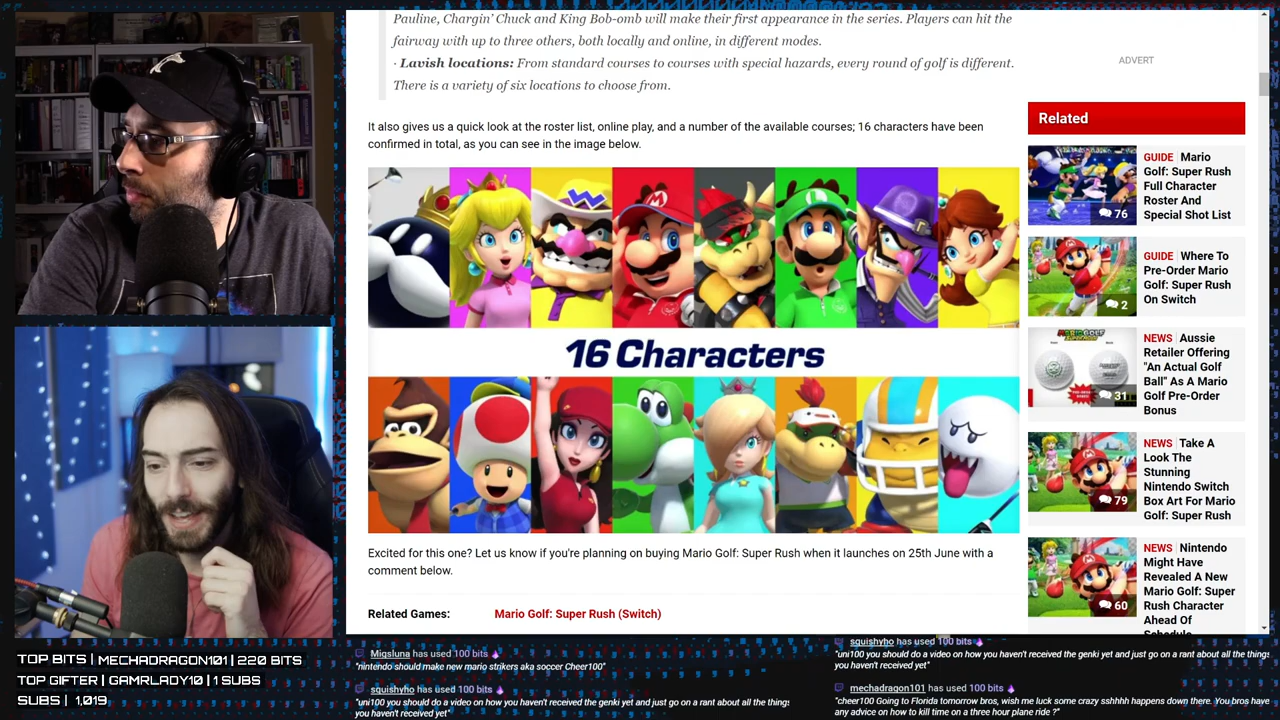 Pauline, Chargin' Chuck and King Bob-omb will make their first appearance in the series. Players can hit the
fairway with up to three others, both locally and online, in different modes.
· Lavish locations: From standard courses to courses with special hazards, every round of golf is different.
There is a variety of six locations to choose from.
It also gives us a quick look at the roster list, online play, and a number of the available courses; 16 characters have been
confirmed in total, as you can see in the image below.
16 Characters
Excited for this one? Let us know if you're planning on buying Mario Golf: Super Rush when it launches on 25th June with a
comment below.
Related Games: Mario Golf: Super Rush (Switch)
ADVERT
Related
GUIDE Mario
Golf: Super Rush
Full Character
Roster And
Special Shot List
76
GUIDE Where To
Pre-Order Mario
Golf: Super Rush
On Switch
2
NEWS Aussie
Retailer Offering
"An Actual Golf
Ball" As A Mario
Golf Pre-Order
Bonus
31
NEWS Take A
Look The
Stunning
Nintendo Switch
Box Art For Mario
Golf: Super Rush
79
NEWS Nintendo
Might Have
Revealed A New
Mario Golf: Super
Rush Character
Ahead Of
Schedule
60
TOP BITS | MECHADRAGON101 | 220 BITS
TOP GIFTER | GAMRLADY10 | 1 SUBS
SUBS | 1,019
Miqsluna has used 100 bits
"nintendo should make new mario strikers aka soccer Cheer100"
squishyho has used 100 bits
"uni100 you should do a video on how you haven't received the genki yet and just go on a rant about all the things
you haven't received yet"
squishyho has used 100 bits
"uni100 you should do a video on how you haven't received the genki yet and just go on a rant about all the things
you haven't received yet"
mechadragon101 has used 100 bits
"cheer100 Going to Florida tomorrow bros, wish me luck some crazy sshhhh happens down there. You bros have
any advice on how to kill time on a three hour plane ride ?"